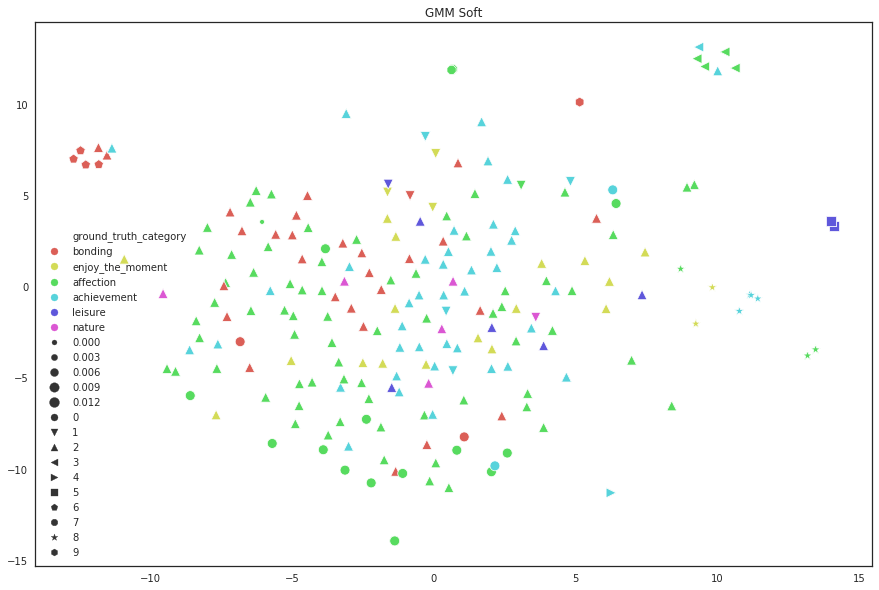 GMM Soft
10
5
0
−5
−10
−15
ground_truth_category
bonding
enjoy_the_moment
affection
achievement
leisure
nature
0.000
0.003
0.006
0.009
0.012
0
1
2
3
4
5
6
7
8
9
−10 −5 0 5 10 15